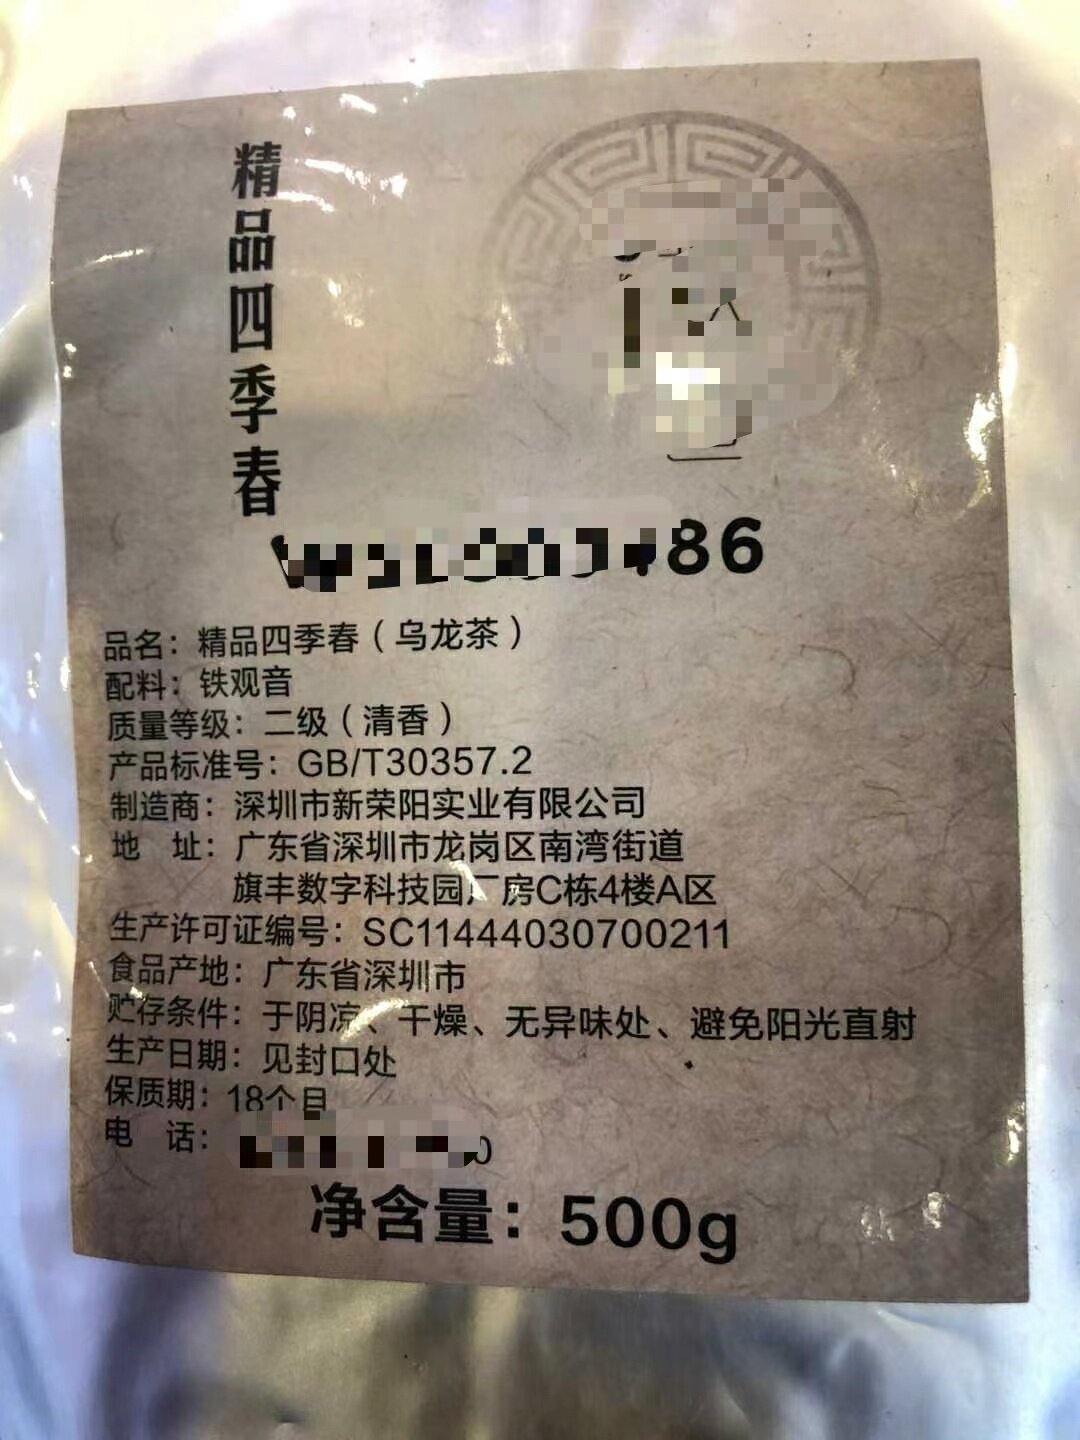 精品四季春
86
品名：精品四季春（乌龙茶）
配料：铁观音
质量等级：二级（清香）
产品标准号：GB/T30357.2
制造商：深圳市新荣阳实业有限公司
地 址：广东省深圳市龙岗区南湾街道
旗丰数字科技园厂房C栋4楼A区
生产许可证编号：SC11444030700211
食品产地：广东省深圳市
贮存条件：于阴凉、干燥、无异味处、避免阳光直射
生产日期：见封口处
保质期：18个月
电 话：0
净含量：500g